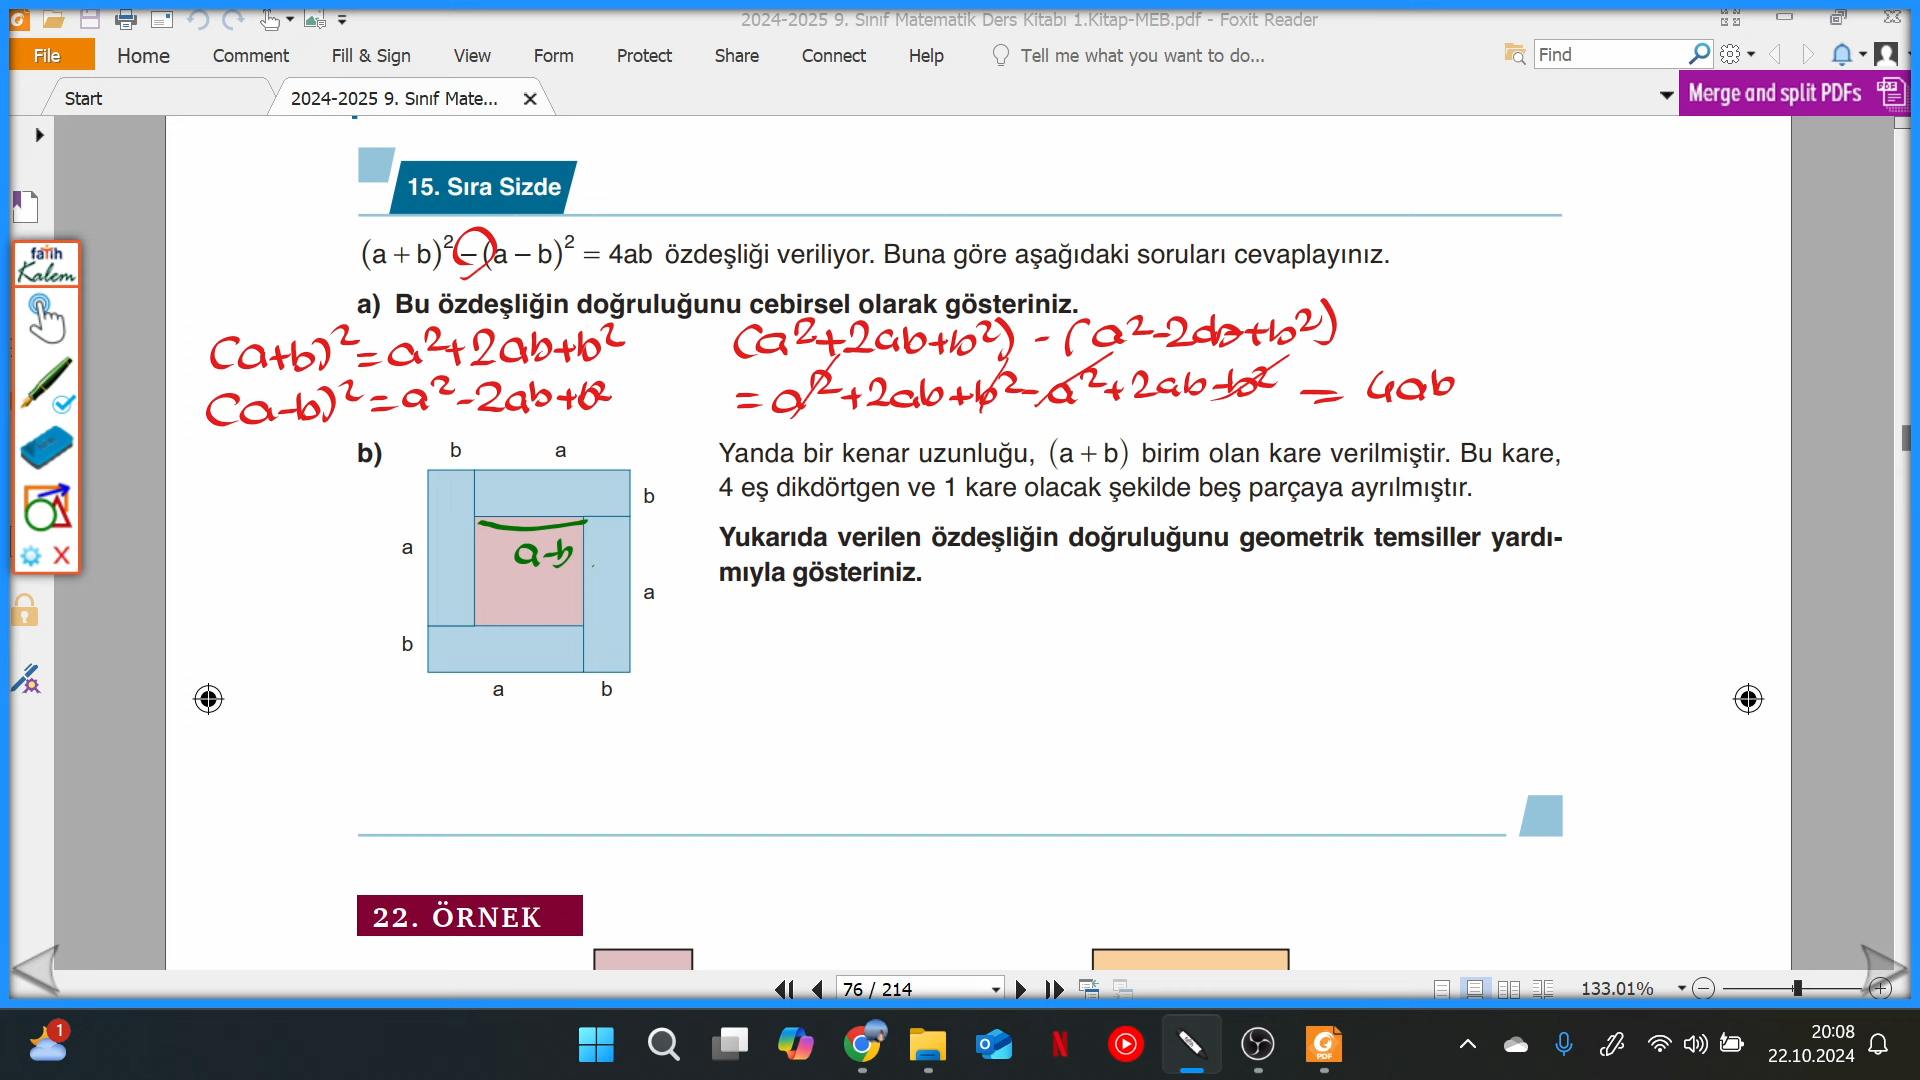 2024-2025 9. Sınıf Matematik Ders Kitabı 1.Kitap-MEB.pdf - Foxit Reader
File Home Comment Fill & Sign View Form Protect Share Connect Help Tell me what you want to do... Find
Start 2024-2025 9. Sınıf Mate... Merge and split PDFs
15. Sıra Sizde
fatih
Kalem
(a + b)² – (a – b)² = 4ab özdeşliği veriliyor. Buna göre aşağıdaki soruları cevaplayınız.
a) Bu özdeşliğin doğruluğunu cebirsel olarak gösteriniz.
(a+b)² = a²+2ab+b²
(a-b)² = a²-2ab+b²
(a²+2ab+b²) - (a²-2ab+b²)
= a²+2ab+b²-a²+2ab-b² = 4ab
b)
b a
b
a
a-b
a
b
a b
Yanda bir kenar uzunluğu, (a + b) birim olan kare verilmiştir. Bu kare,
4 eş dikdörtgen ve 1 kare olacak şekilde beş parçaya ayrılmıştır.
Yukarıda verilen özdeşliğin doğruluğunu geometrik temsiller yardı-
mıyla gösteriniz.
22. ÖRNEK
76 / 214
133.01%
1
20:08
22.10.2024